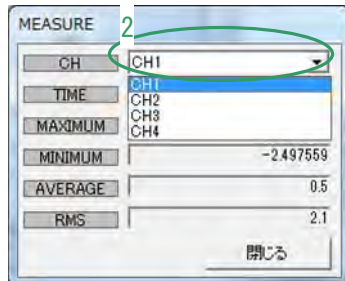 MEASURE
2
CH CH1
CH1
TIME CH2
CH3
MAXIMUM CH4
MINIMUM -2.497559
AVERAGE 0.5
RMS 2.1
閉じる